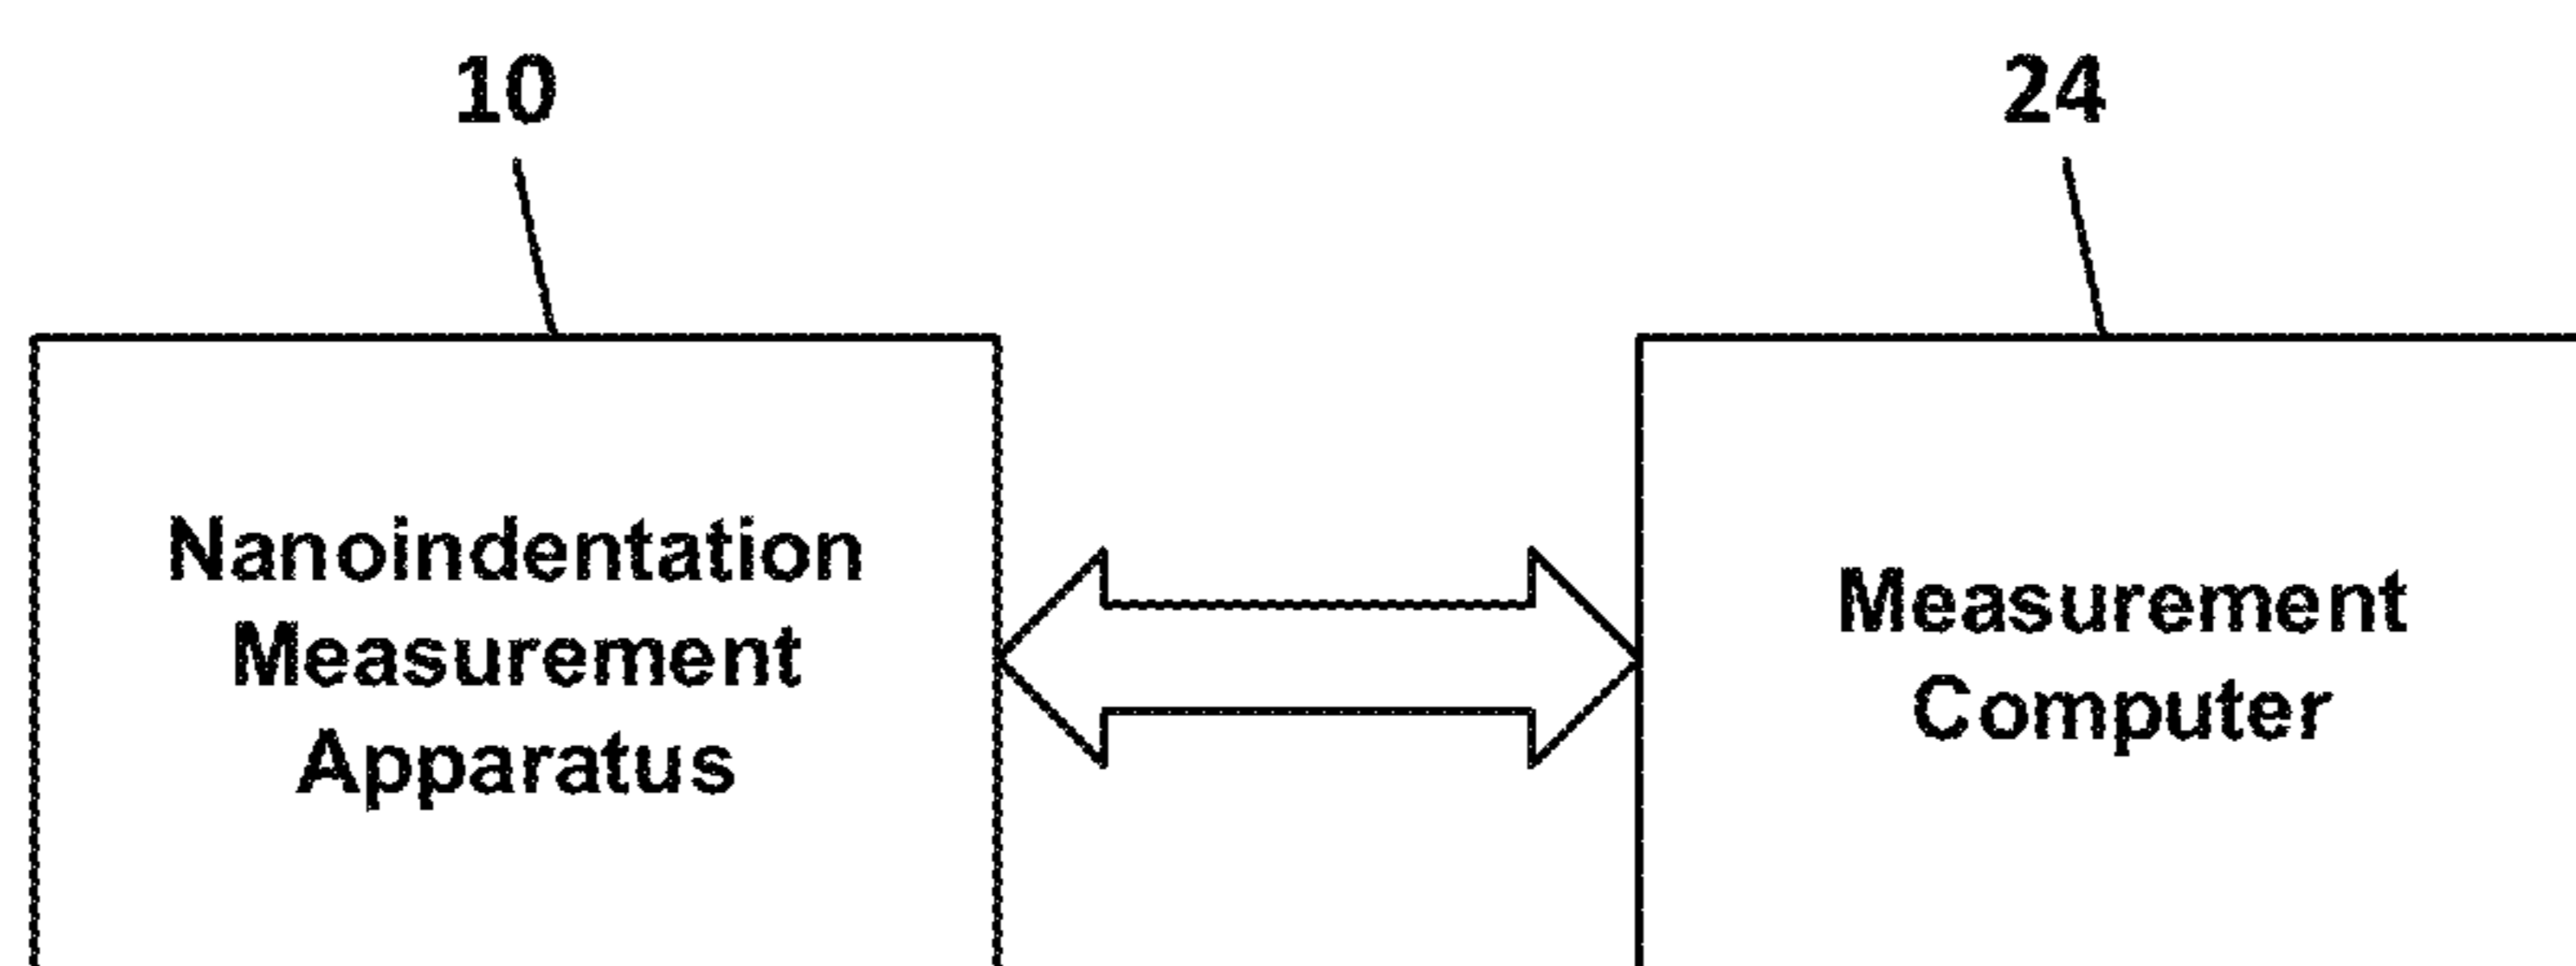 10
24
Nanoindentation
Measurement
Apparatus
Measurement
Computer